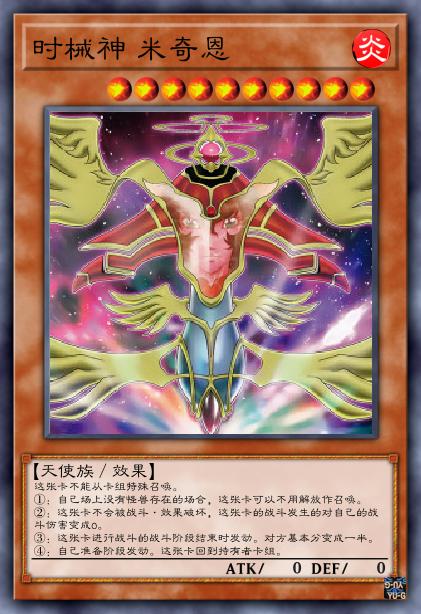 时械神 米奇恩
炎
【天使族/效果】
这张卡不能从卡组特殊召唤。
①：自己场上没有怪兽存在的场合，这张卡可以不用解放作召唤。
②：这张卡不会被战斗·效果破坏，这张卡的战斗发生的对自己的战
斗伤害变成0。
③：这张卡进行战斗的战斗阶段结束时发动。对方基本分变成一半。
④：自己准备阶段发动。这张卡回到持有者卡组。
ATK/ 0 DEF/ 0